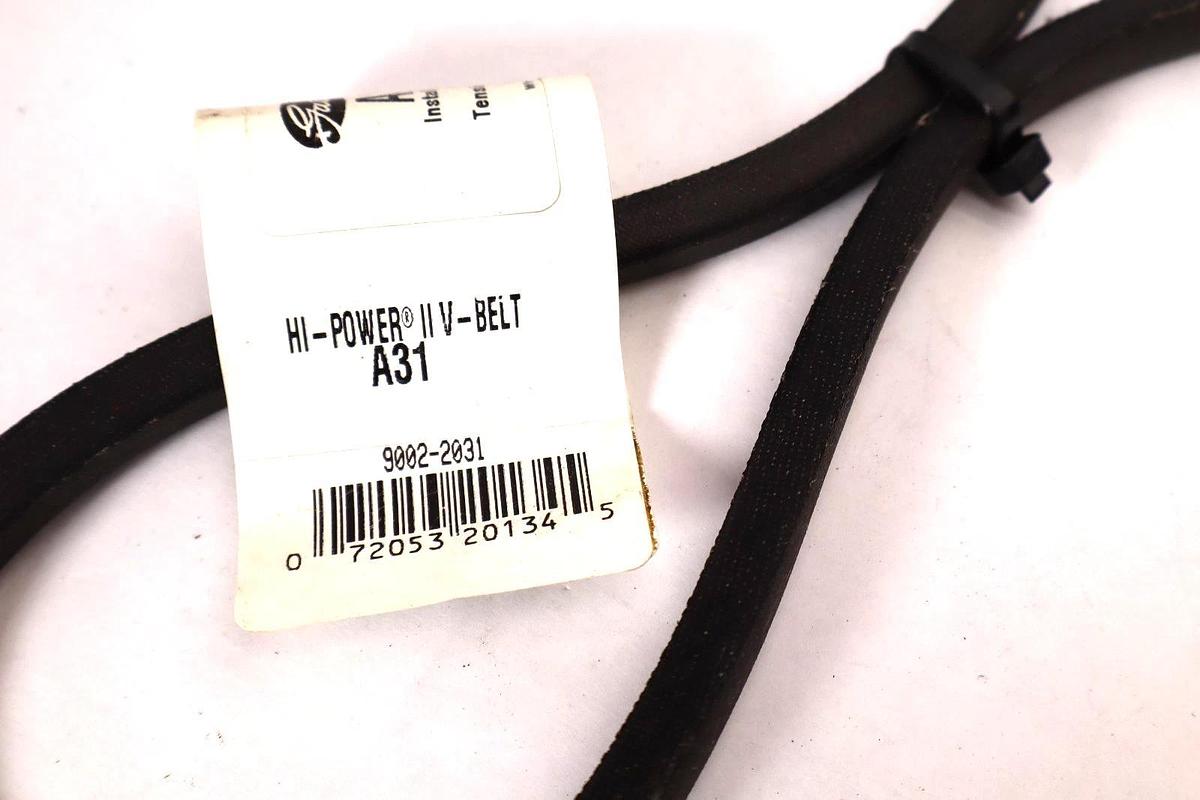 HI-POWER® II V-BELT
A31
9002-2031
0 72053 20134 5